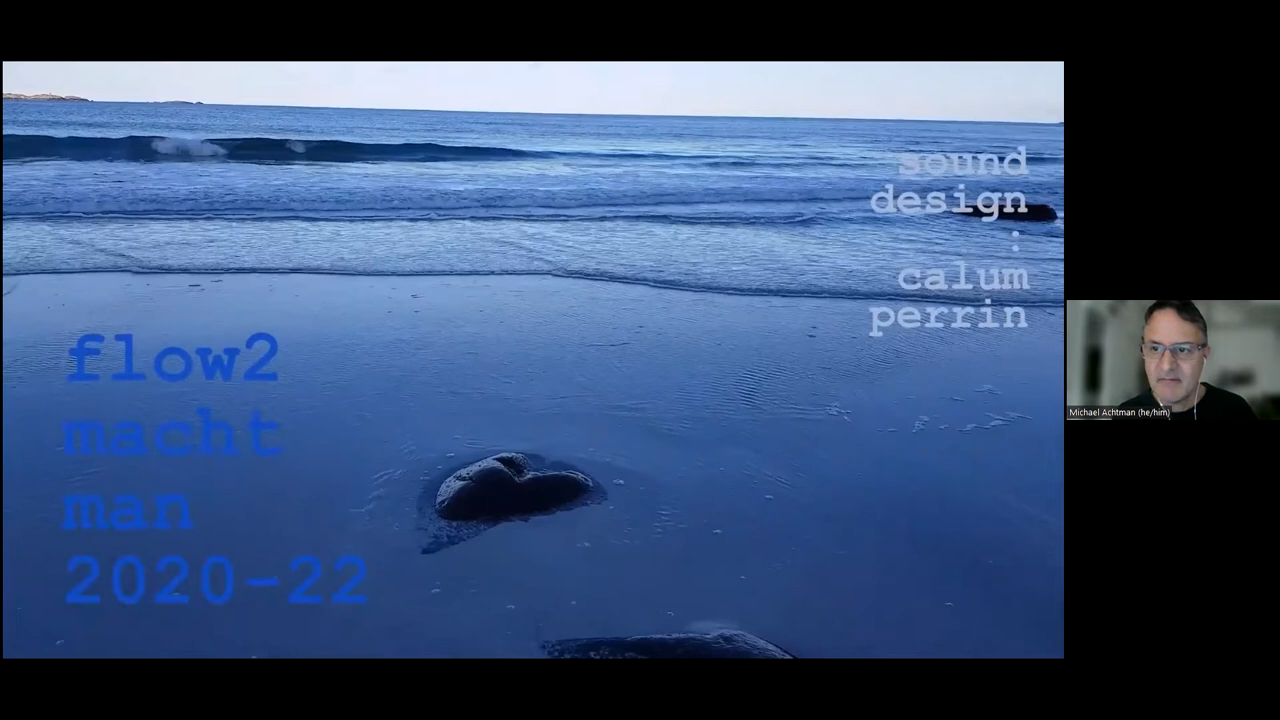 sound
design
:
calum
perrin
flow2
macht
man
2020-22
Michael Achtman (he/him)